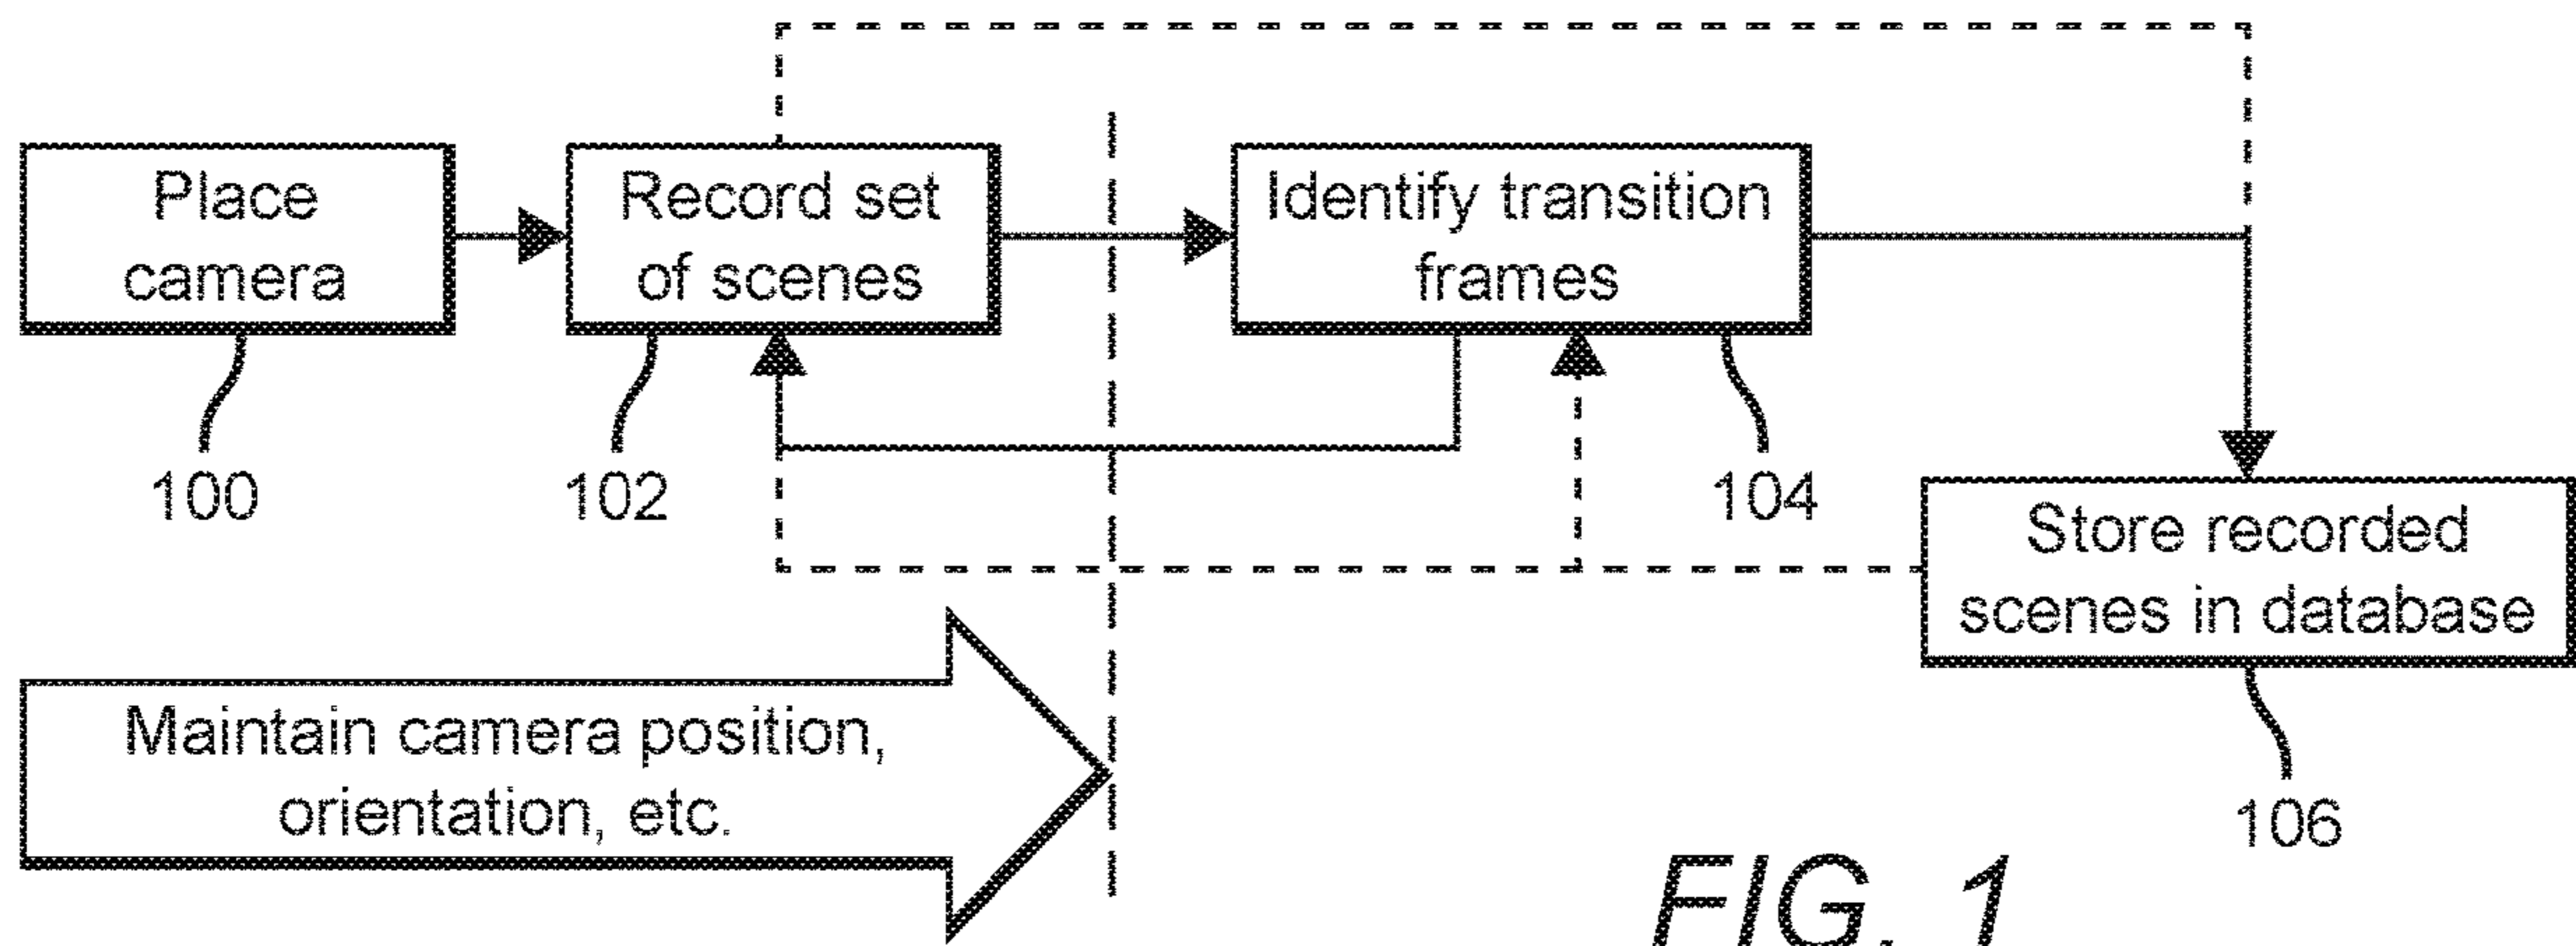 Place
camera
Record set
of scenes
Identify transition
frames
100
102
104
Store recorded
scenes in database
Maintain camera position,
orientation, etc.
106
FIG. 1